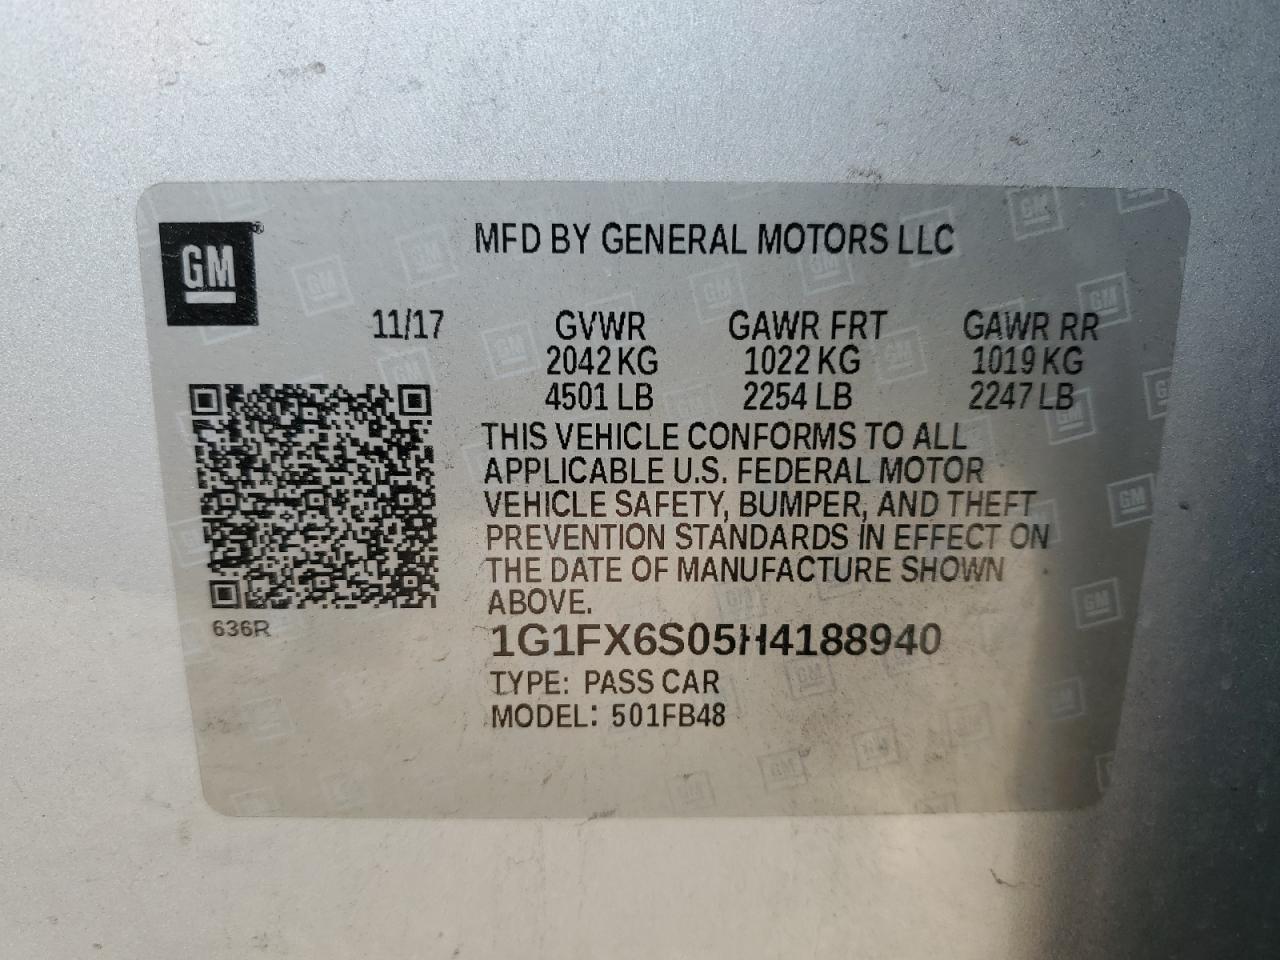 GM®
MFD BY GENERAL MOTORS LLC
11/17 GVWR GAWR FRT GAWR RR
2042 KG 1022 KG 1019 KG
4501 LB 2254 LB 2247 LB
THIS VEHICLE CONFORMS TO ALL
APPLICABLE U.S. FEDERAL MOTOR
VEHICLE SAFETY, BUMPER, AND THEFT
PREVENTION STANDARDS IN EFFECT ON
THE DATE OF MANUFACTURE SHOWN
ABOVE.
636R
1G1FX6S05H4188940
TYPE: PASS CAR
MODEL: 501FB48